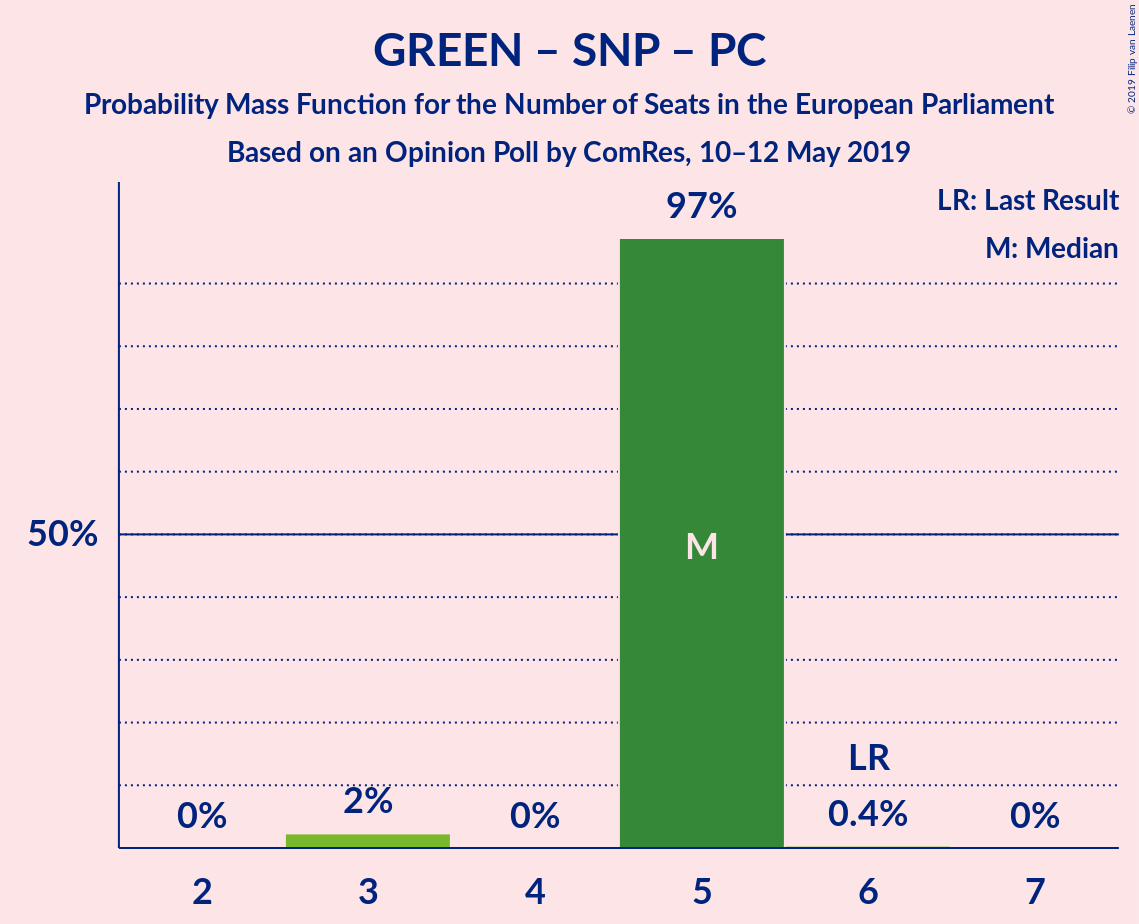 GREEN – SNP – PC
Probability Mass Function for the Number of Seats in the European Parliament
Based on an Opinion Poll by ComRes, 10–12 May 2019
© 2019 Filip van Laenen
LR: Last Result
M: Median
97%
50%
M
LR
0%
2%
0%
0.4%
0%
2
3
4
5
6
7